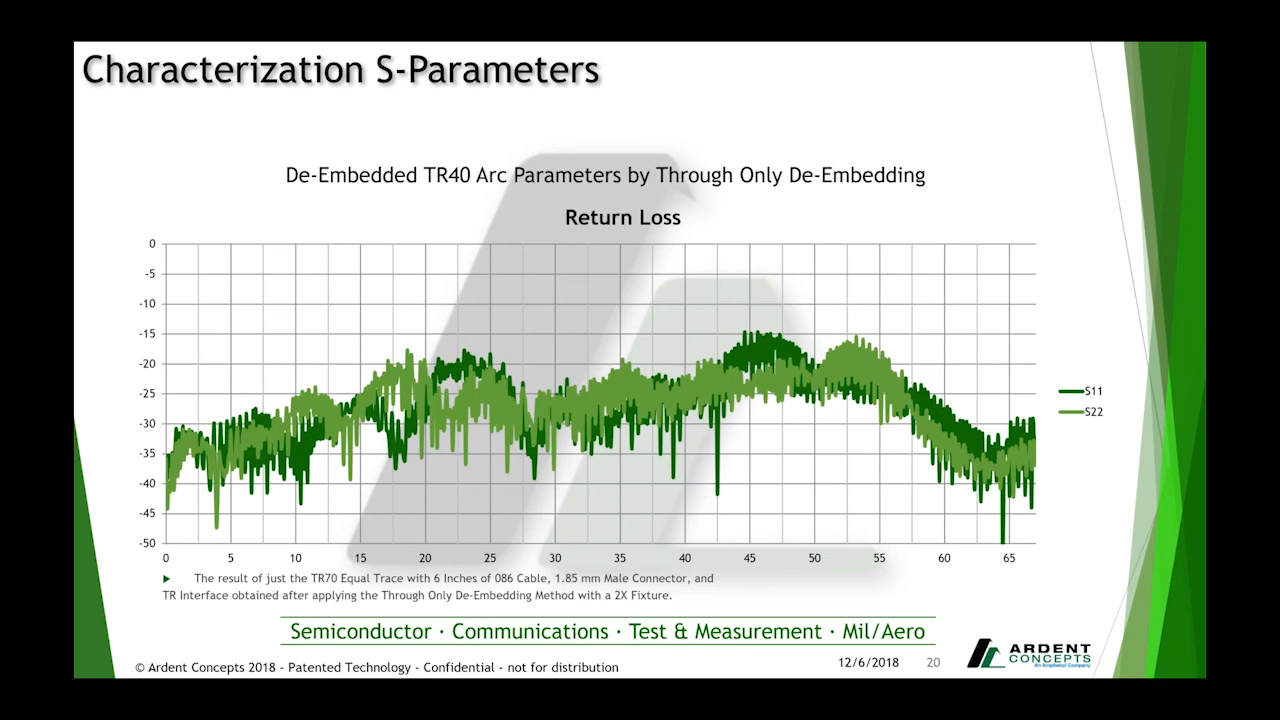 Characterization S-Parameters
De-Embedded TR40 Arc Parameters by Through Only De-Embedding
Return Loss
0
-5
-10
-15
-20
-25
-30
-35
-40
-45
-50
0 5 10 15 20 25 30 35 40 45 50 55 60 65
S11
S22
The result of just the TR70 Equal Trace with 6 Inches of 086 Cable, 1.85 mm Male Connector, and
TR Interface obtained after applying the Through Only De-Embedding Method with a 2X Fixture.
Semiconductor · Communications · Test & Measurement · Mil/Aero
© Ardent Concepts 2018 - Patented Technology - Confidential - not for distribution
12/6/2018 20
ARDENT
CONCEPTS
An Amphenol Company